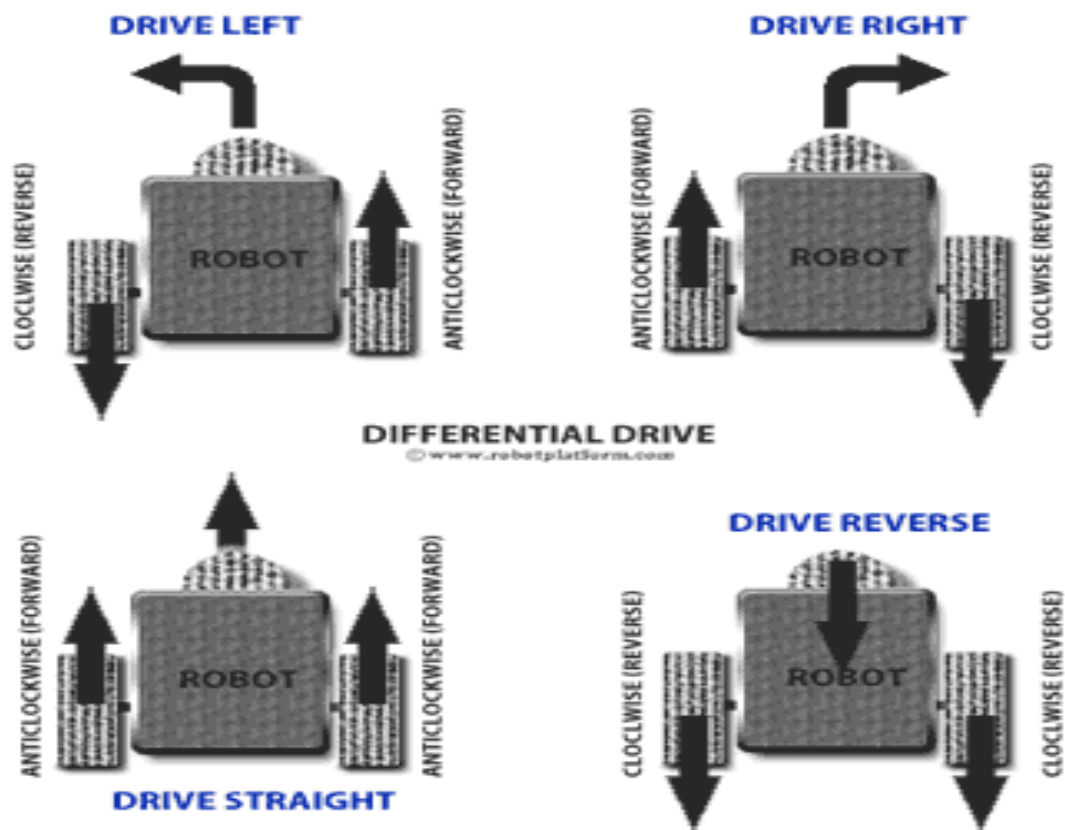 DRIVE LEFT
DRIVE RIGHT
CLOCLWISE (REVERSE)
ROBOT
ANTICLOCKWISE (FORWARD)
ANTICLOCKWISE (FORWARD)
ROBOT
CLOCLWISE (REVERSE)
DIFFERENTIAL DRIVE
©www.robotplatform.com
ANTICLOCKWISE (FORWARD)
ROBOT
ANTICLOCKWISE (FORWARD)
DRIVE STRAIGHT
DRIVE REVERSE
CLOCLWISE (REVERSE)
ROBOT
CLOCLWISE (REVERSE)